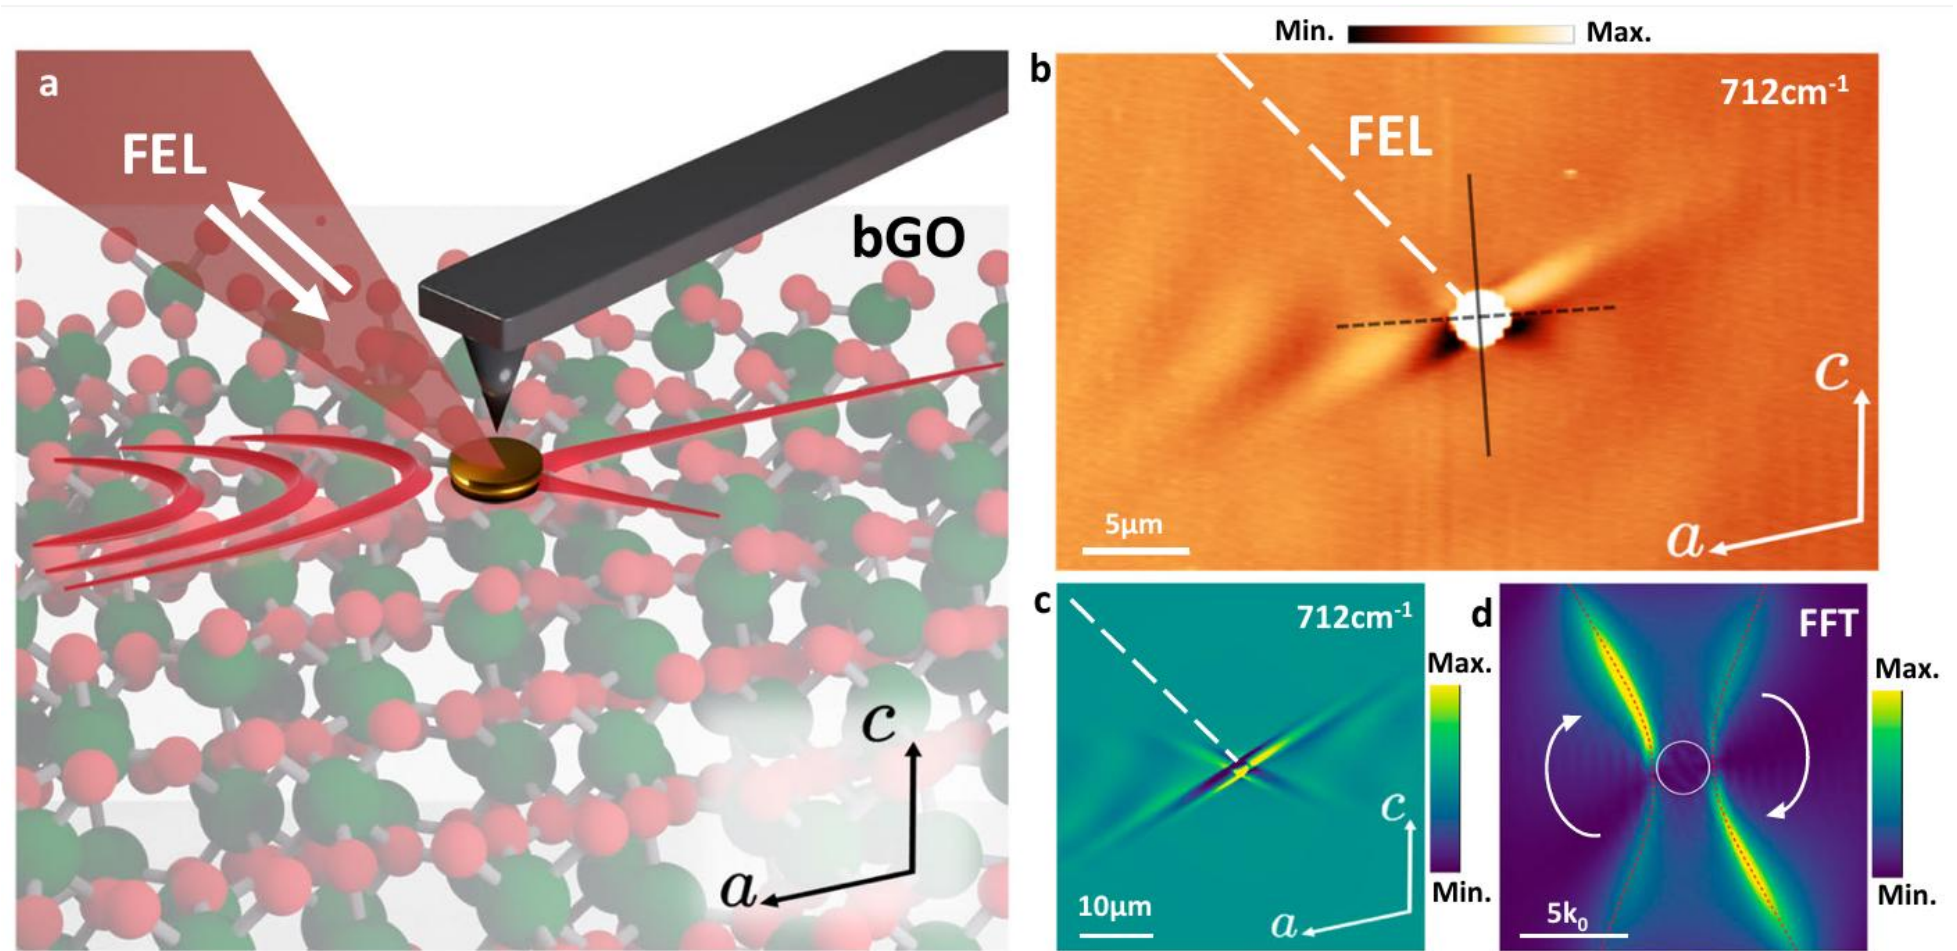 a
FEL
bGO
c
a
Min. Max.
b
712cm⁻¹
FEL
c
a
5μm
c
712cm⁻¹
Max.
Min.
c
a
10μm
d
FFT
Max.
Min.
5k₀